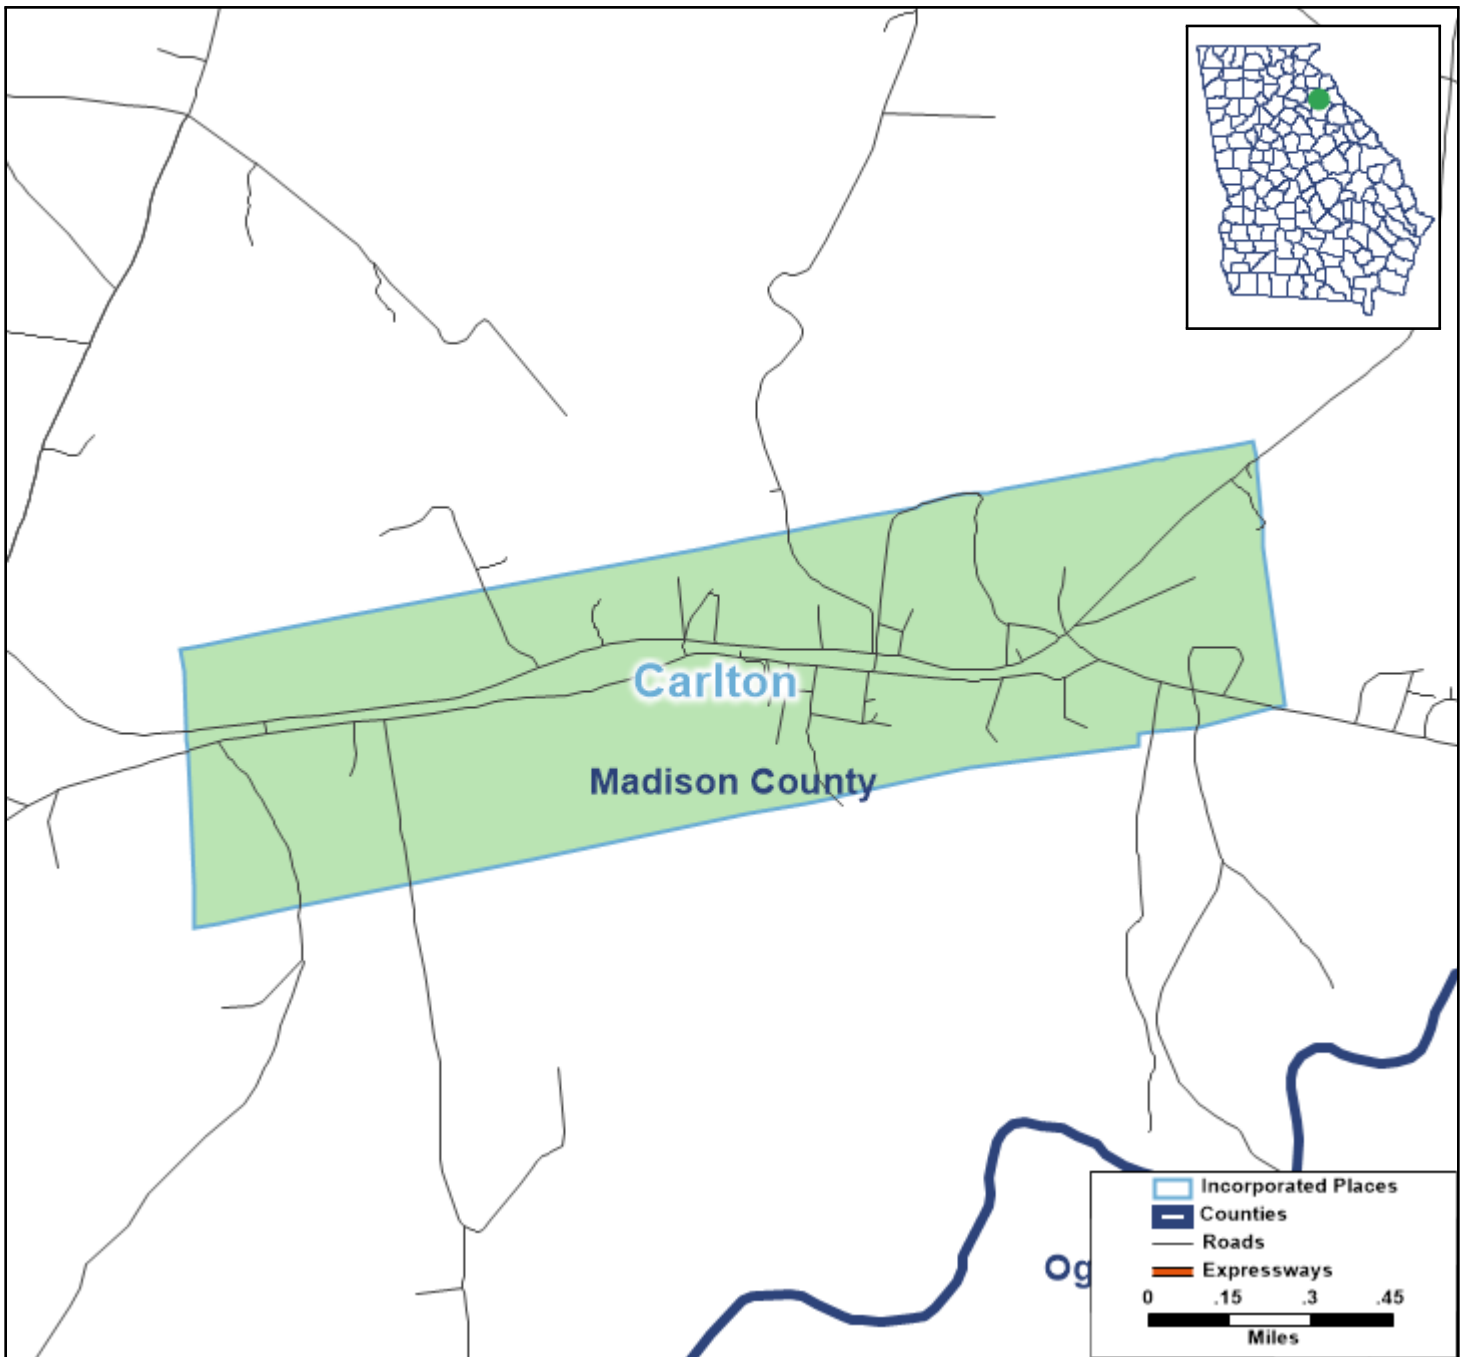 Carlton
Madison County
Og
Incorporated Places
Counties
Roads
Expressways
0 .15 .3 .45
Miles